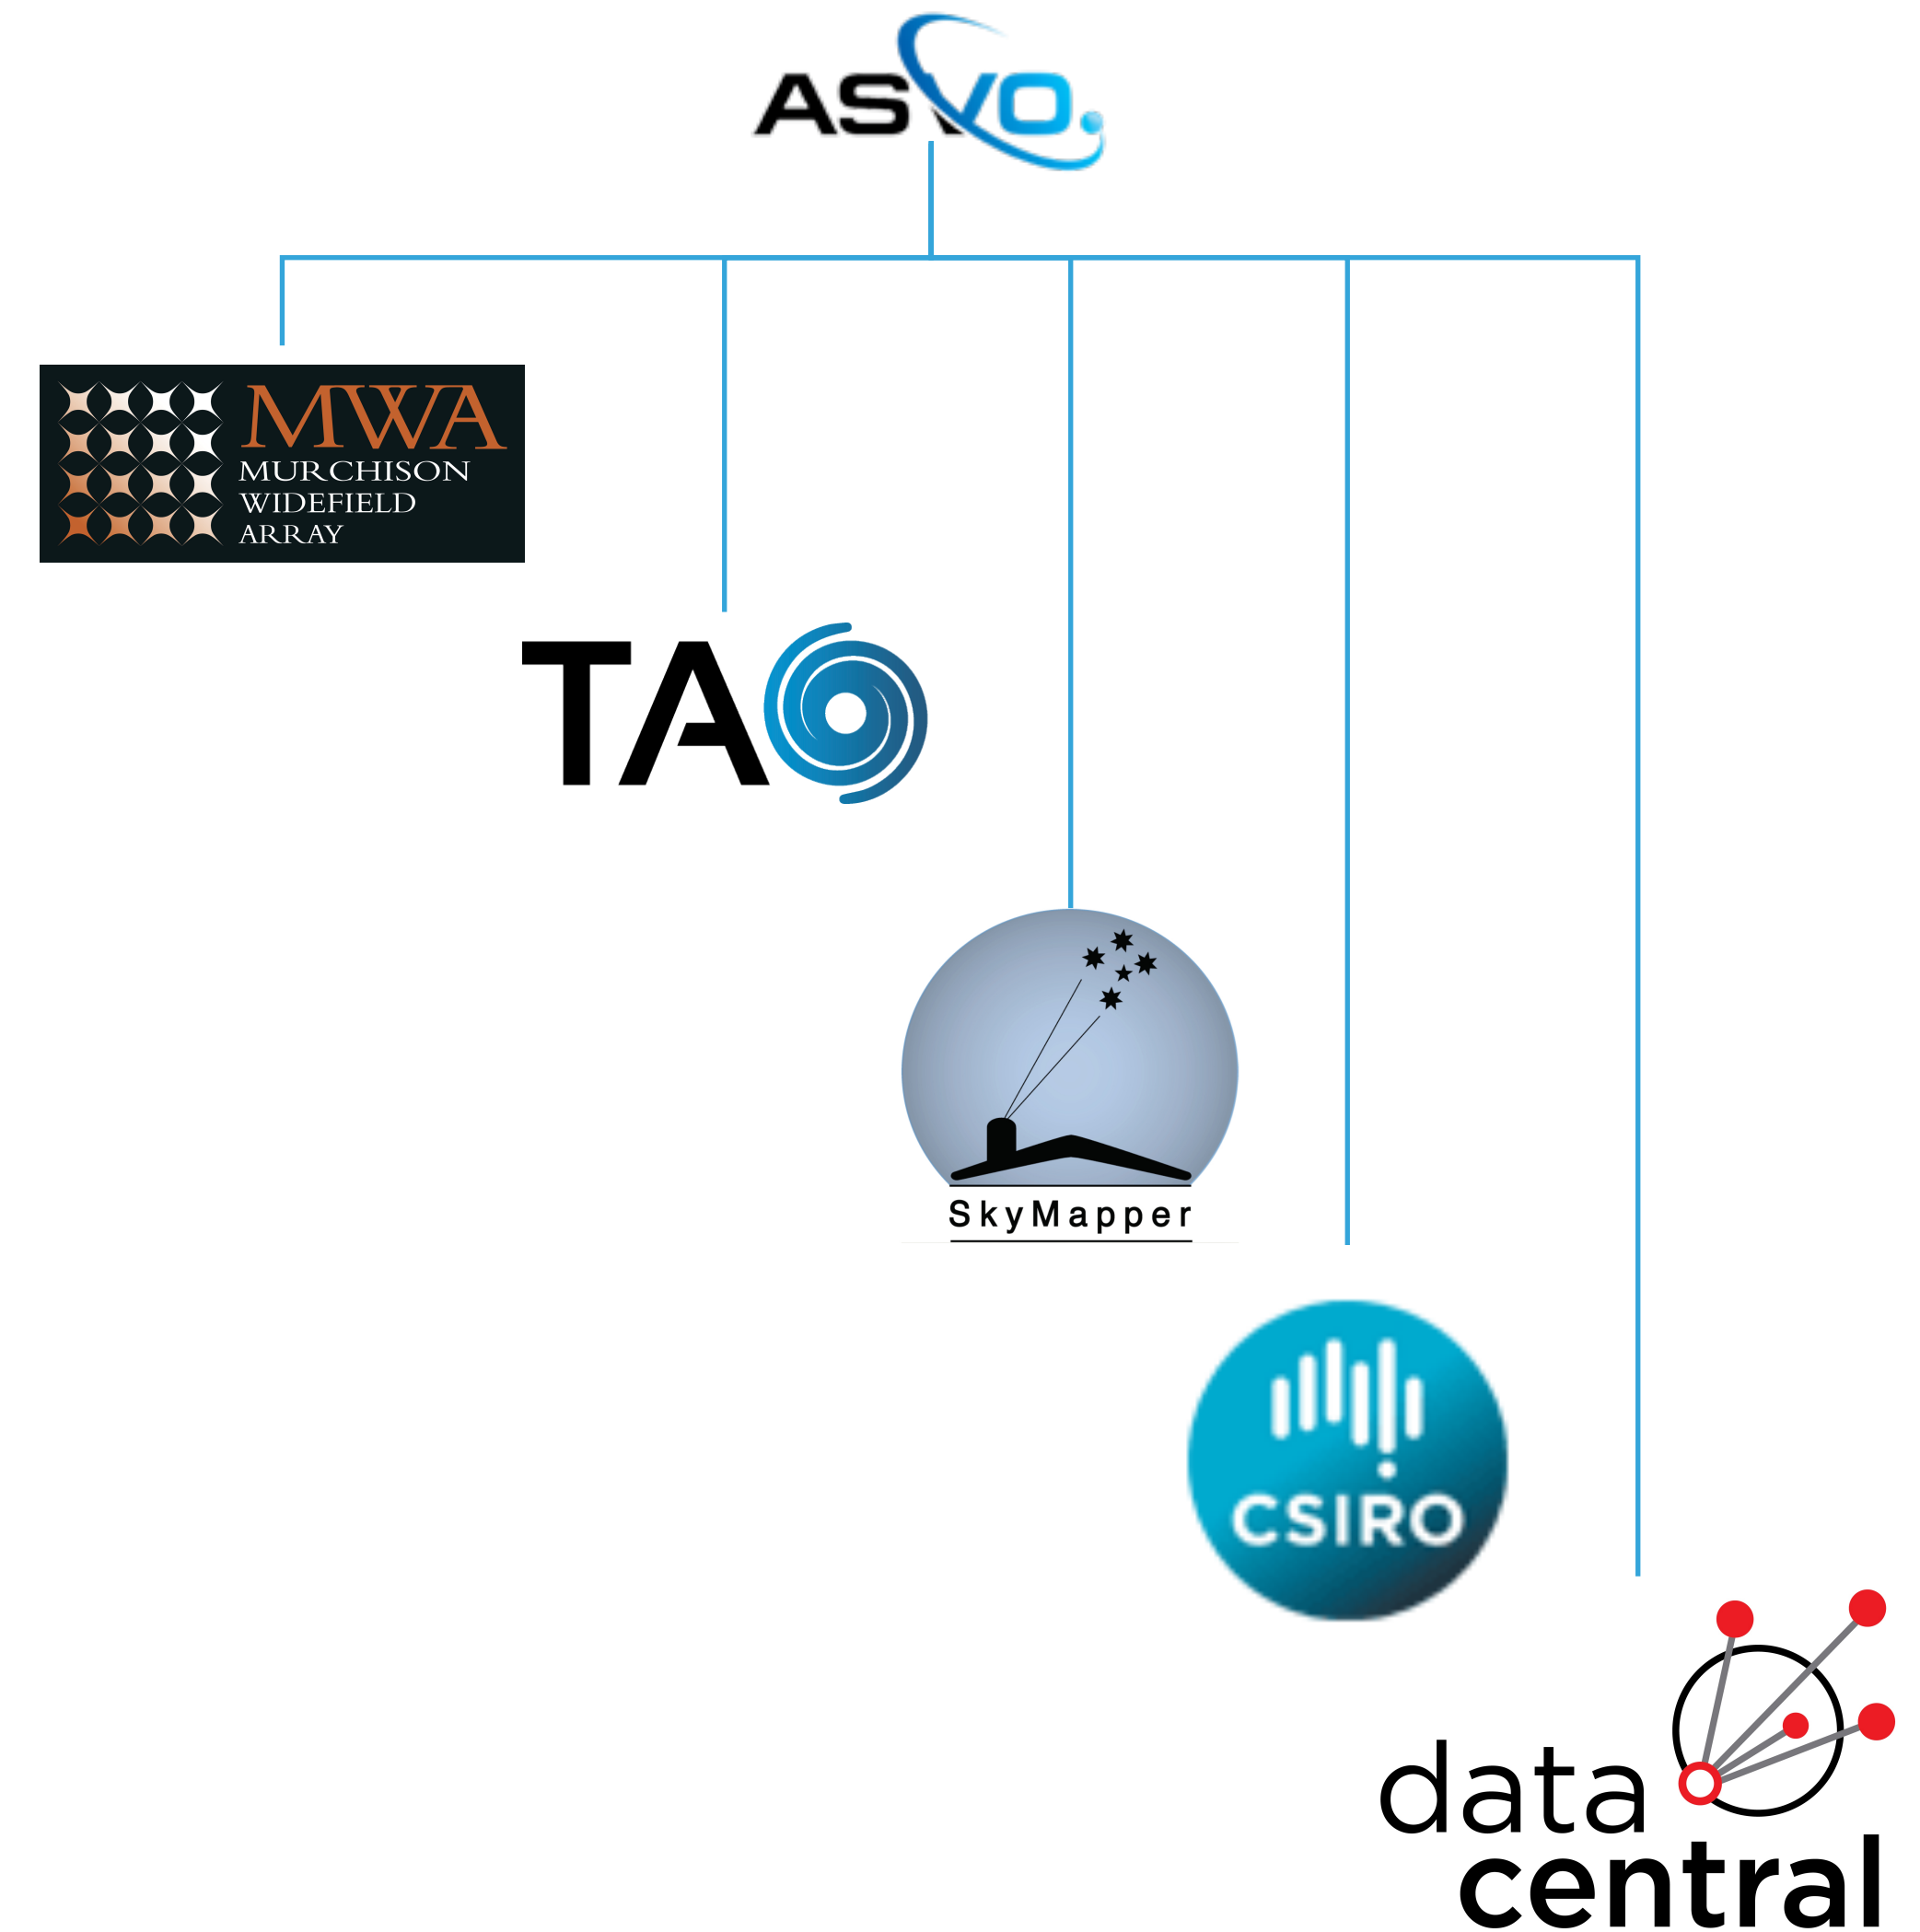 ASVO
MWA
MURCHISON
WIDEFIELD
ARRAY
TAO
SkyMapper
CSIRO
data
central